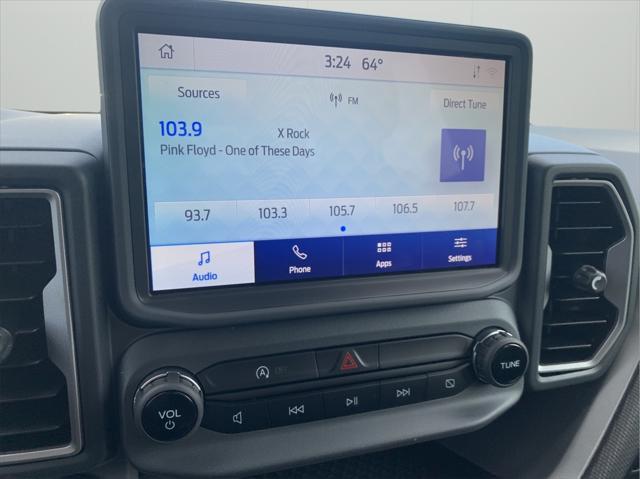 3:24 64°
Sources
FM
Direct Tune
103.9 X Rock
Pink Floyd - One of These Days
93.7 103.3 105.7 106.5 107.7
Audio Phone Apps Settings
A OFF
VOL
TUNE